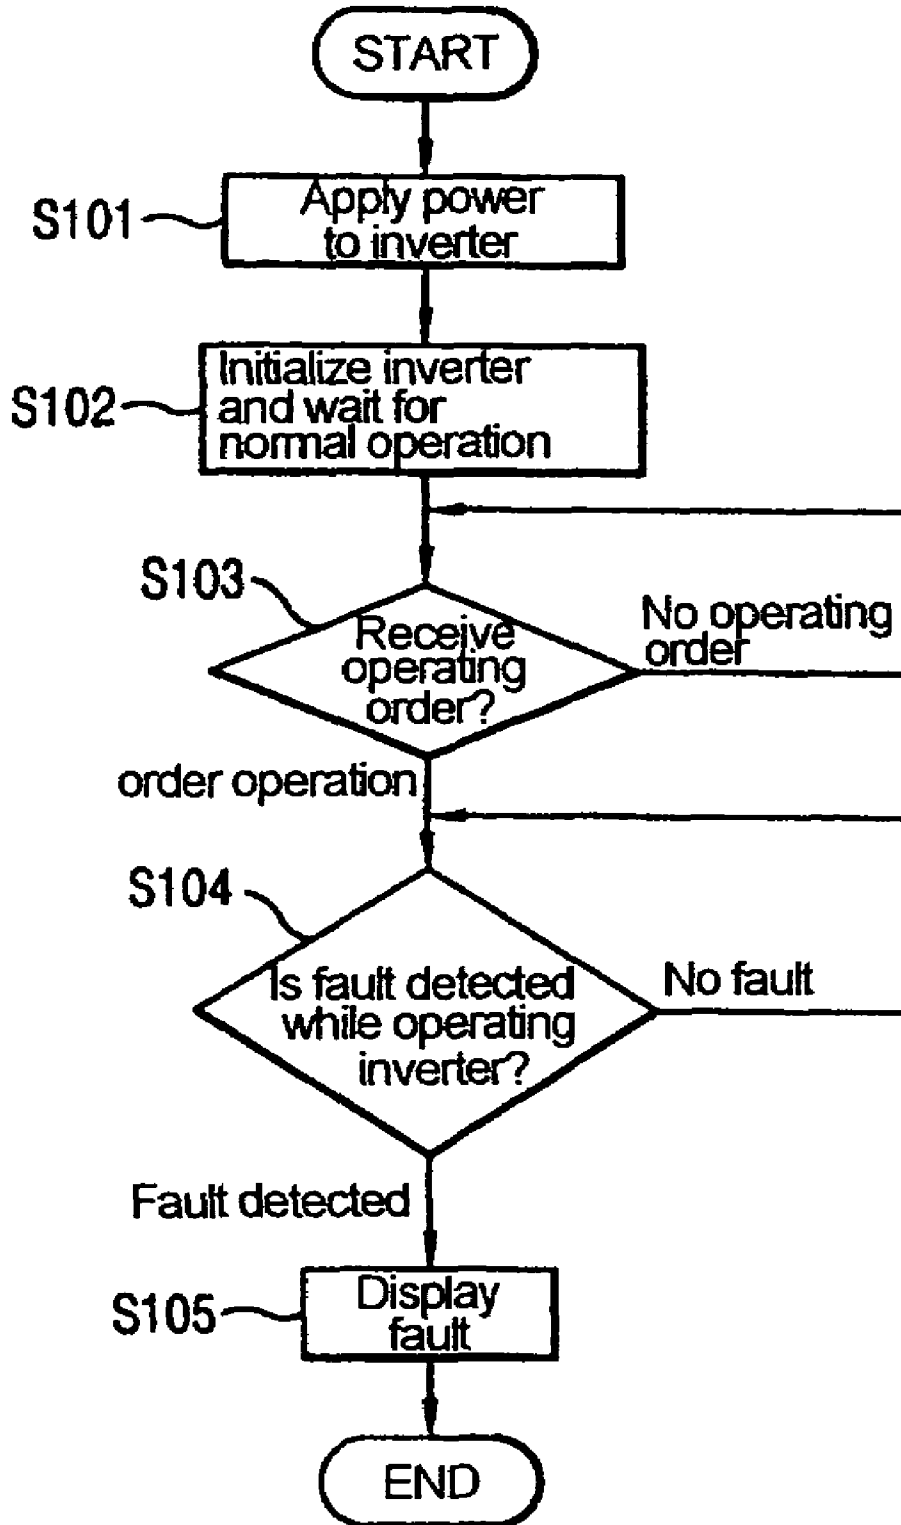 START
S101
Apply power
to inverter
S102
Initialize inverter
and wait for
normal operation
S103
Receive
operating
order?
No operating
order
order operation
S104
Is fault detected
while operating
inverter?
No fault
Fault detected
S105
Display
fault
END